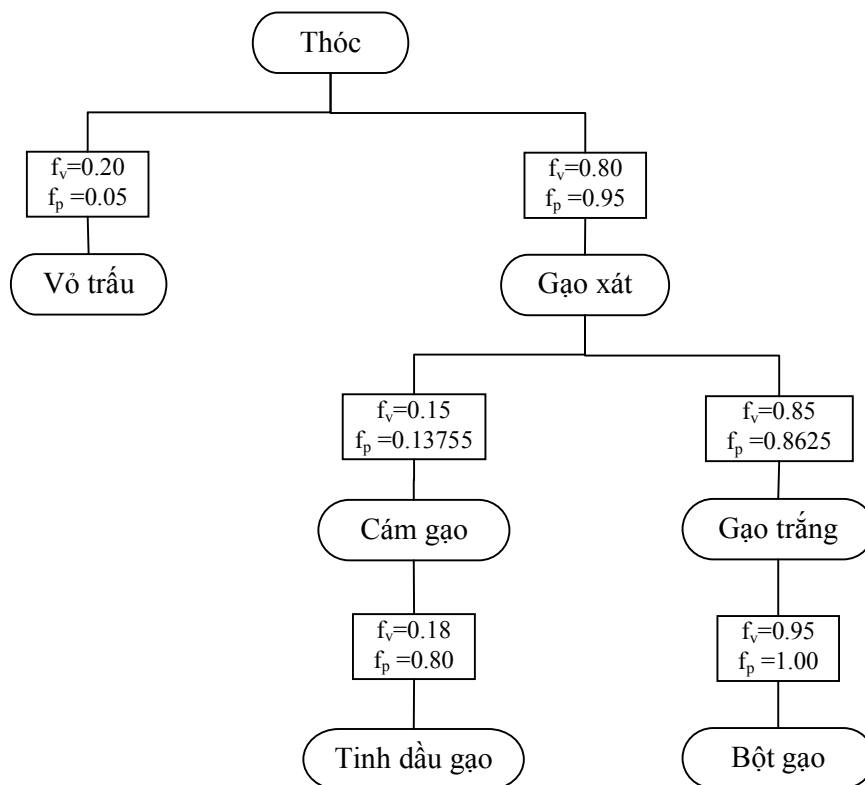 Thóc
fᵥ=0.20
fₚ =0.05
fᵥ=0.80
fₚ =0.95
Vỏ trấu
Gạo xát
fᵥ=0.15
fₚ =0.13755
fᵥ=0.85
fₚ =0.8625
Cám gạo
Gạo trắng
fᵥ=0.18
fₚ =0.80
fᵥ=0.95
fₚ =1.00
Tinh dầu gạo
Bột gạo